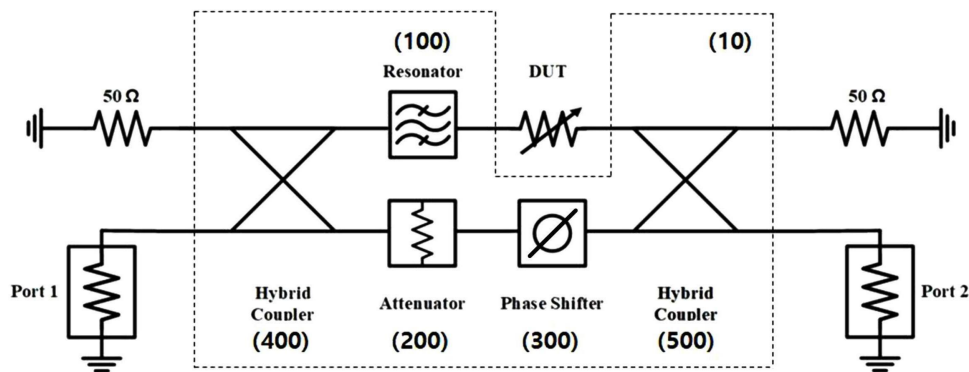 (100)
(10)
Resonator
DUT
50 Ω
50 Ω
Port 1
Port 2
Hybrid
Coupler
(400)
Attenuator
(200)
Phase Shifter
(300)
Hybrid
Coupler
(500)